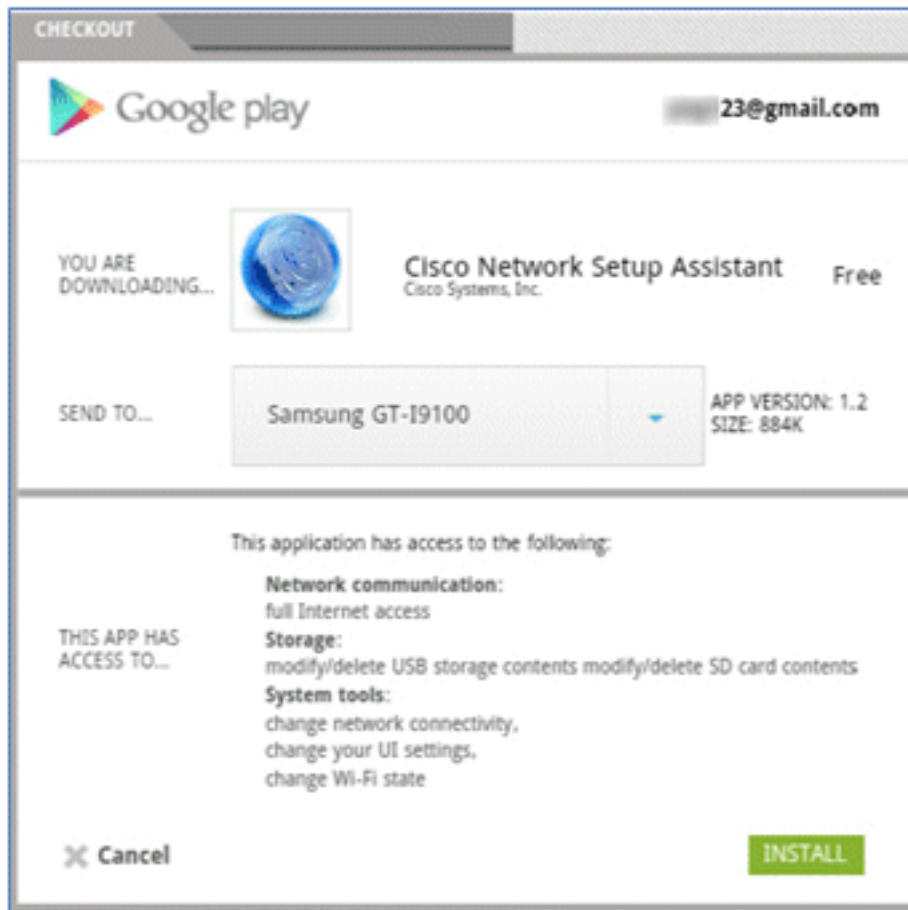 CHECKOUT
Google play
23@gmail.com
YOU ARE
DOWNLOADING...
Cisco Network Setup Assistant
Cisco Systems, Inc.
Free
SEND TO...
Samsung GT-I9100
APP VERSION: 1.2
SIZE: 884K
This application has access to the following:
THIS APP HAS
ACCESS TO...
Network communication:
full Internet access
Storage:
modify/delete USB storage contents modify/delete SD card contents
System tools:
change network connectivity,
change your UI settings,
change Wi-Fi state
Cancel
INSTALL